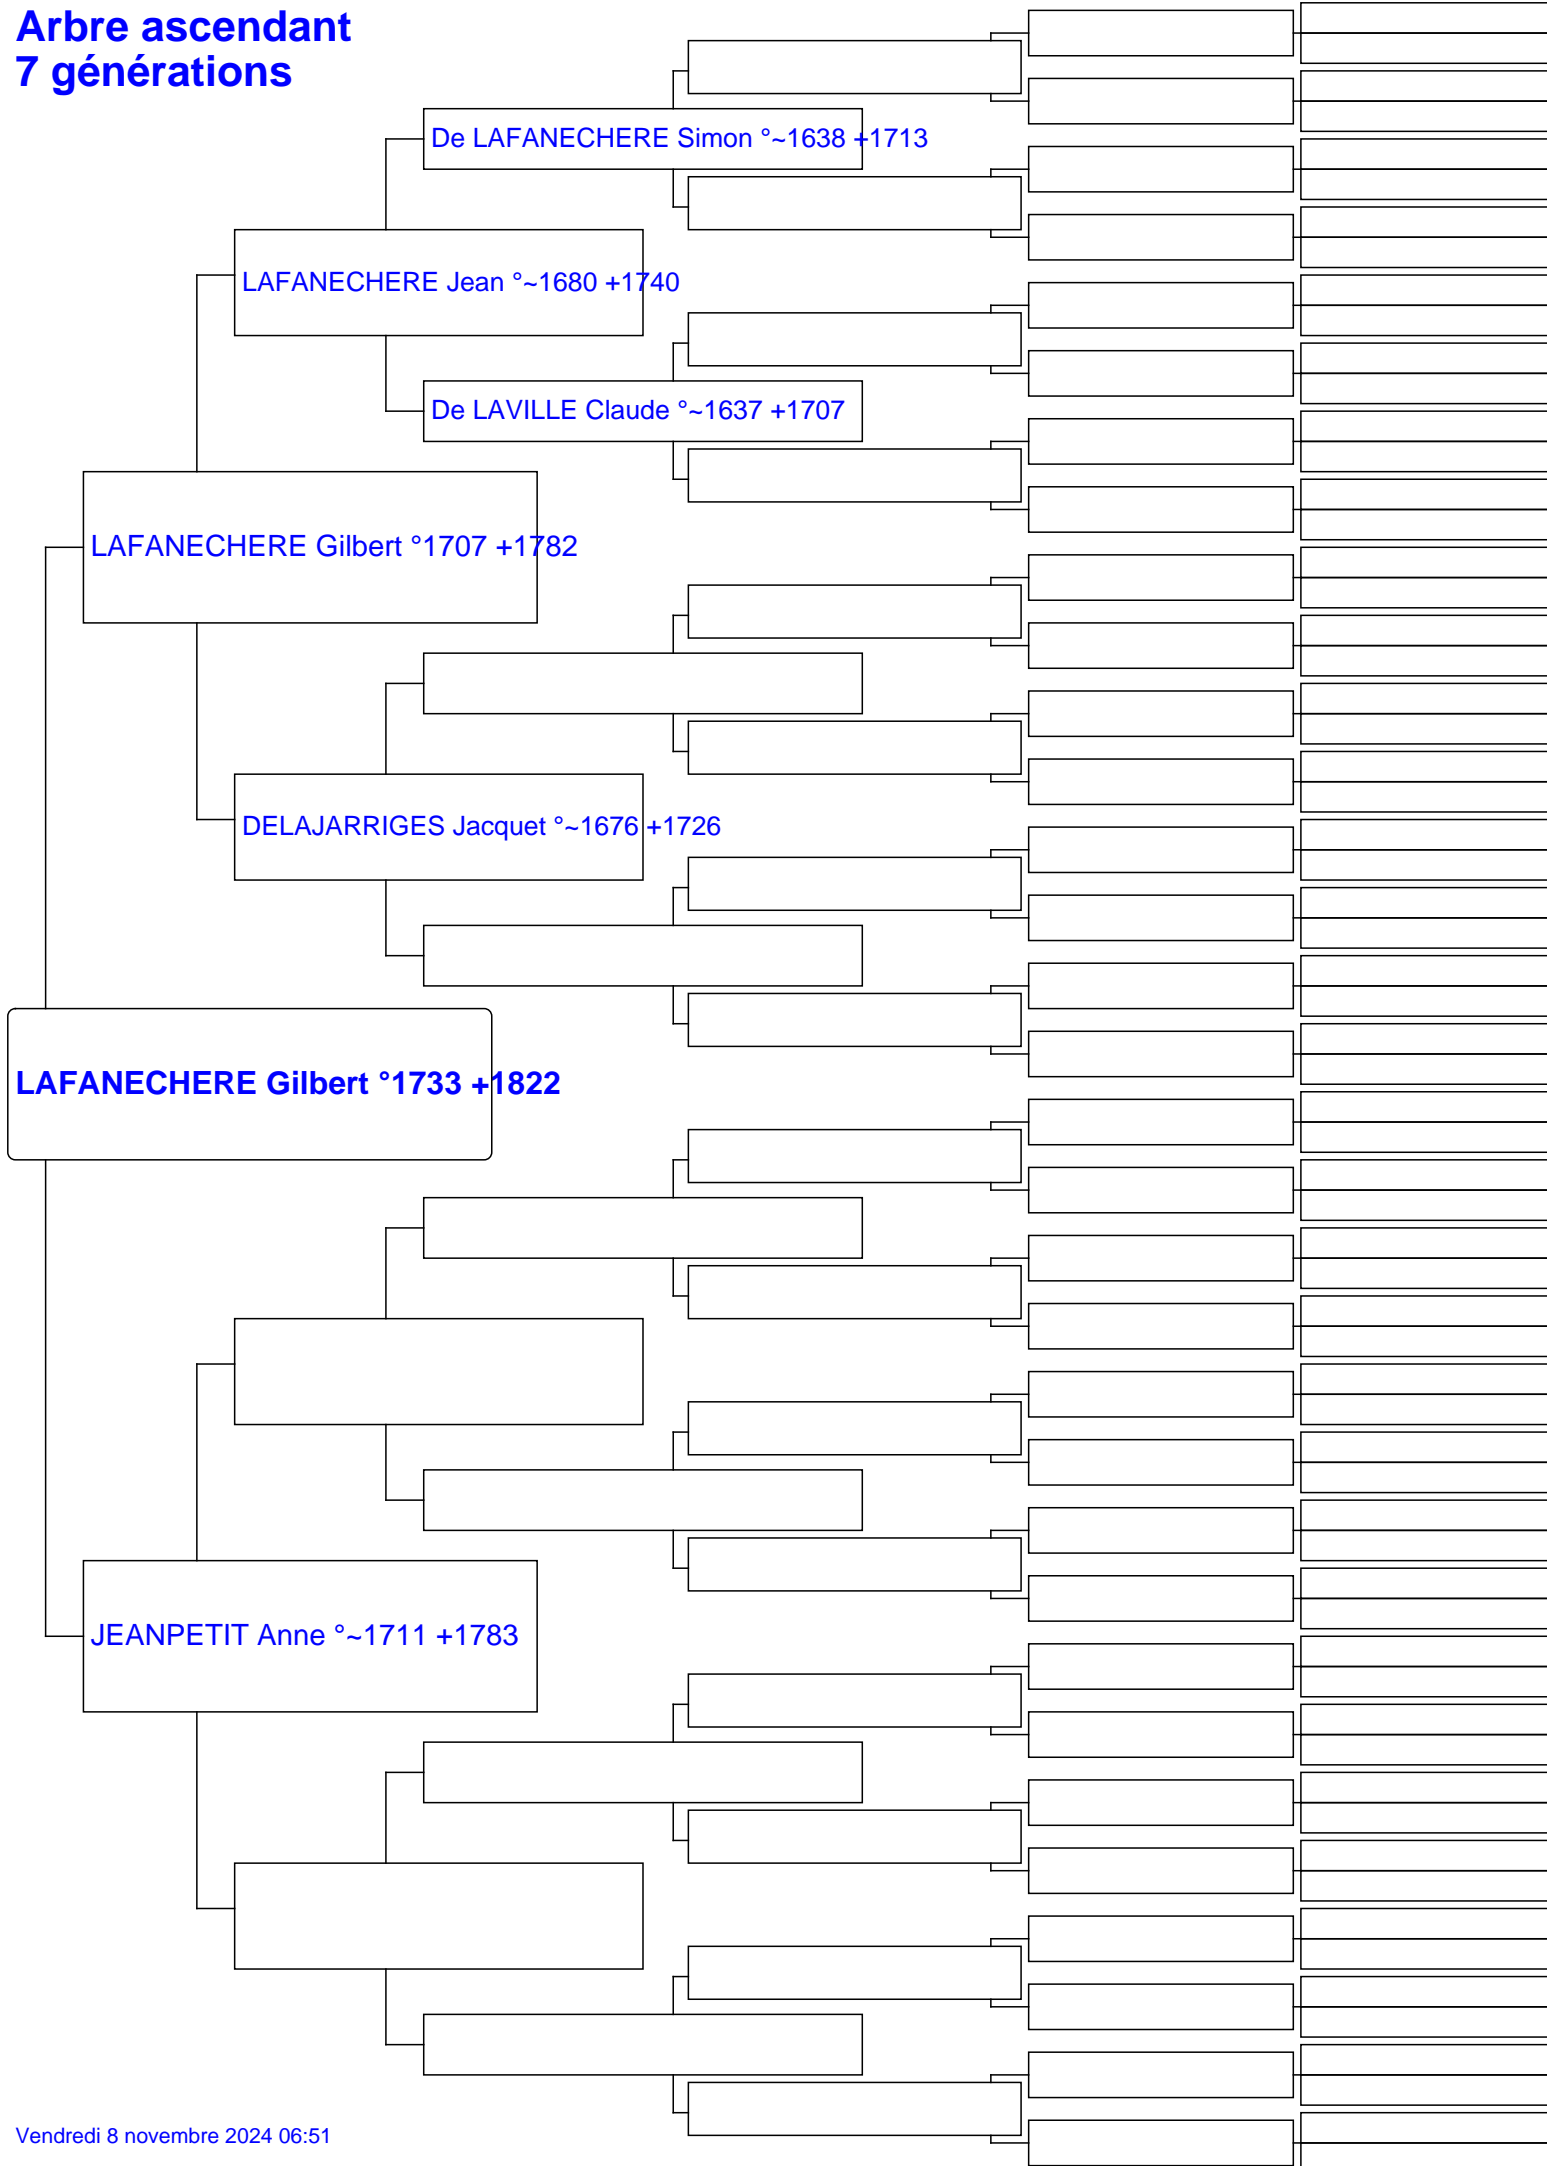 Arbre ascendant
7 générations
De LAFANECHERE Simon °~1638 +1713
LAFANECHERE Jean °~1680 +1740
De LAVILLE Claude °~1637 +1707
LAFANECHERE Gilbert °1707 +1782
DELAJARRIGES Jacquet °~1676 +1726
LAFANECHERE Gilbert °1733 +1822
JEANPETIT Anne °~1711 +1783
Vendredi 8 novembre 2024 06:51